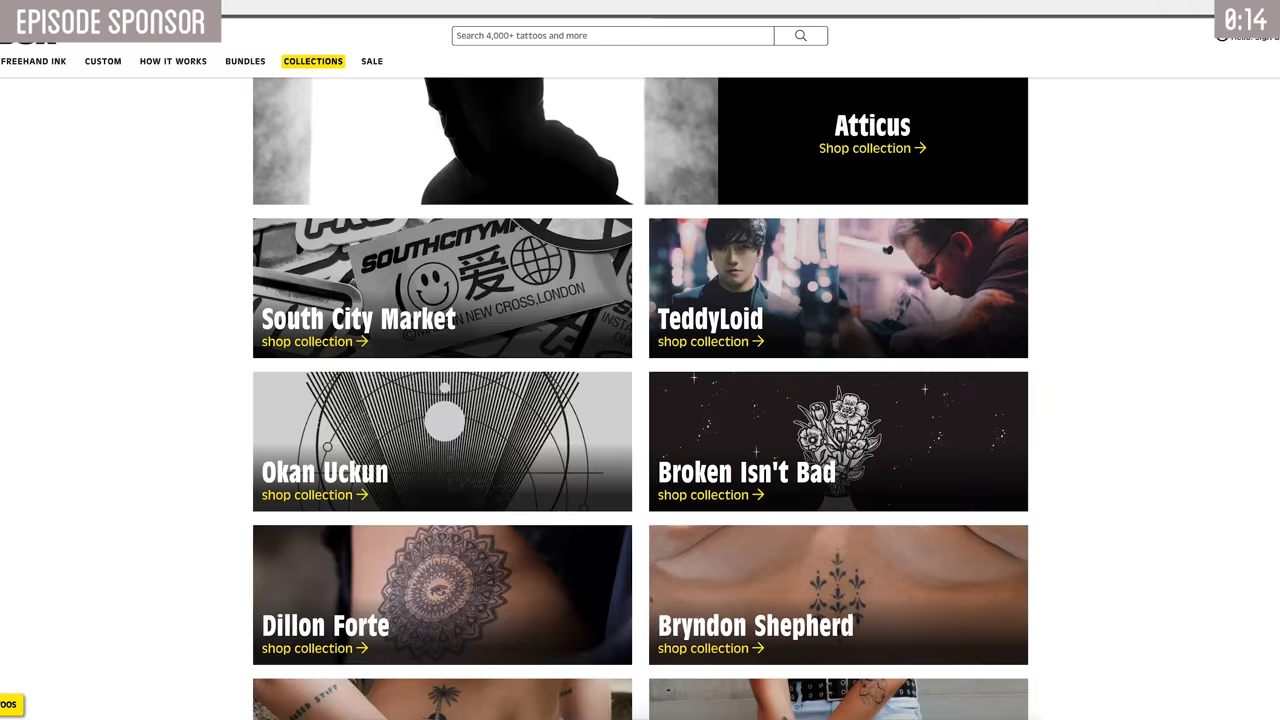 EPISODE SPONSOR
0:14
Search 4,000+ tattoos and more
FREEHAND INK
CUSTOM
HOW IT WORKS
BUNDLES
COLLECTIONS
SALE
Atticus
Shop collection →
SOUTHCITYM
爱
NEW CROSS, LONDON
South City Market
shop collection →
TeddyLoid
shop collection →
Okan Uckun
shop collection →
Broken Isn't Bad
shop collection →
Dillon Forte
shop collection →
Bryndon Shepherd
shop collection →
OOS